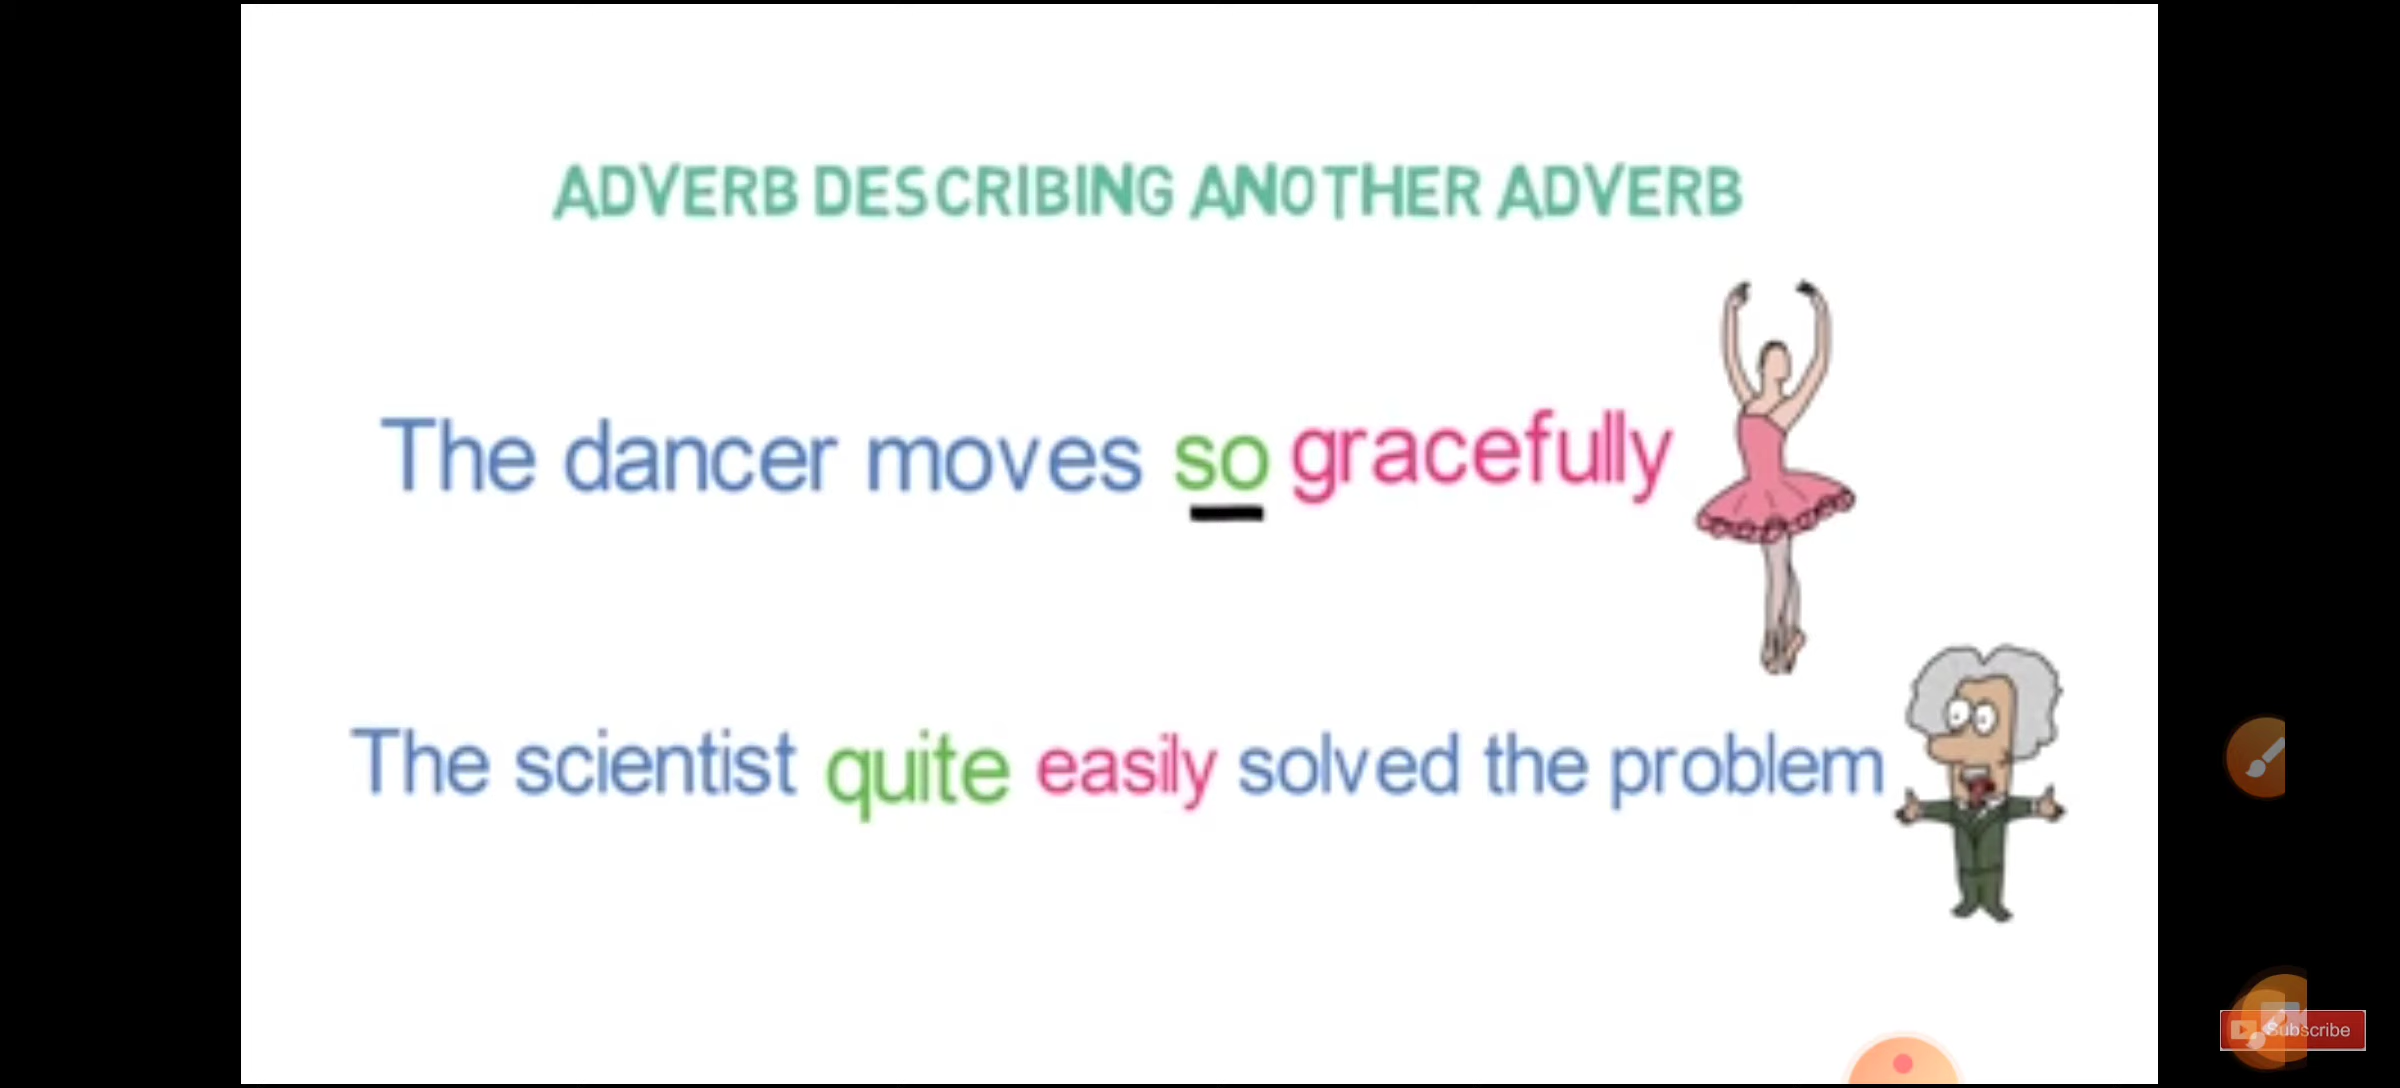 ADVERB DESCRIBING ANOTHER ADVERB
The dancer moves so gracefully
The scientist quite easily solved the problem
Subscribe